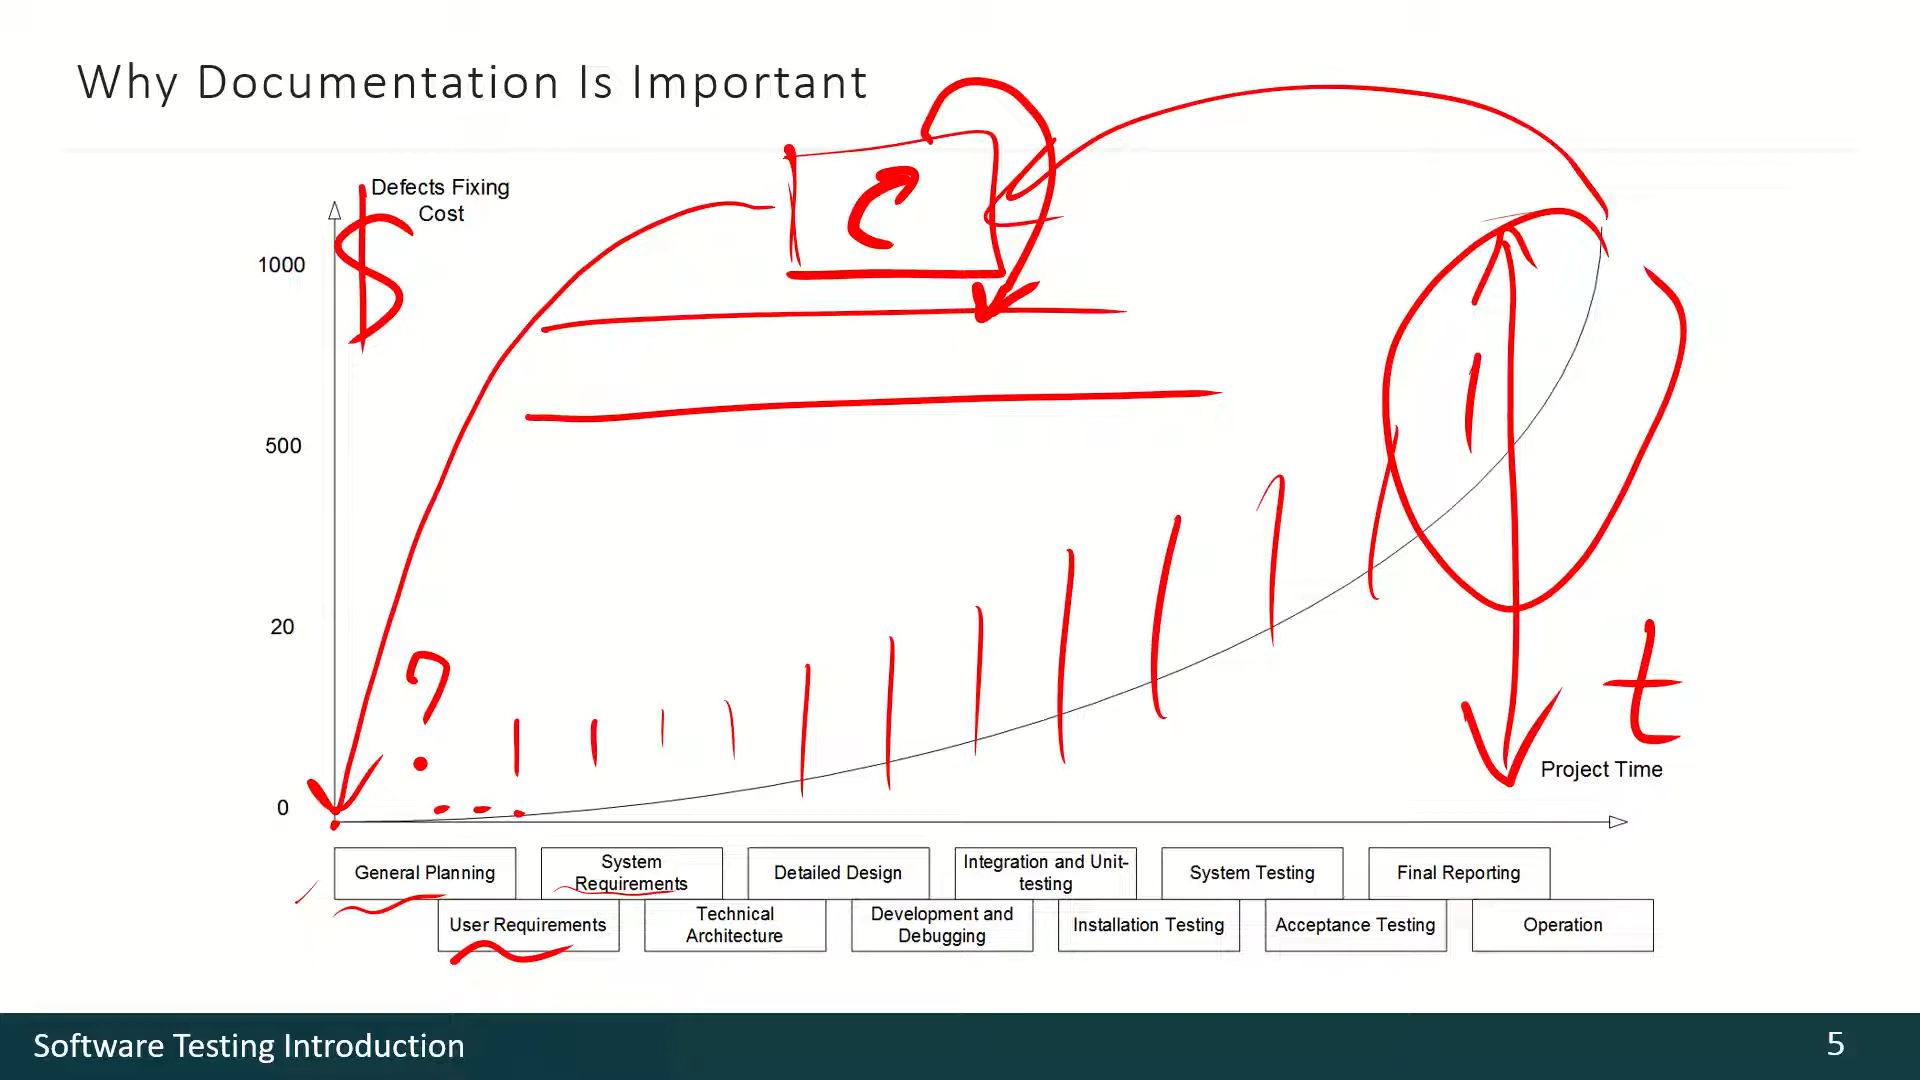 Why Documentation Is Important
Defects Fixing
Cost
$
C
1000
500
20
0
?
t
Project Time
General Planning
System
Requirements
Detailed Design
Integration and Unit-
testing
System Testing
Final Reporting
User Requirements
Technical
Architecture
Development and
Debugging
Installation Testing
Acceptance Testing
Operation
Software Testing Introduction
5